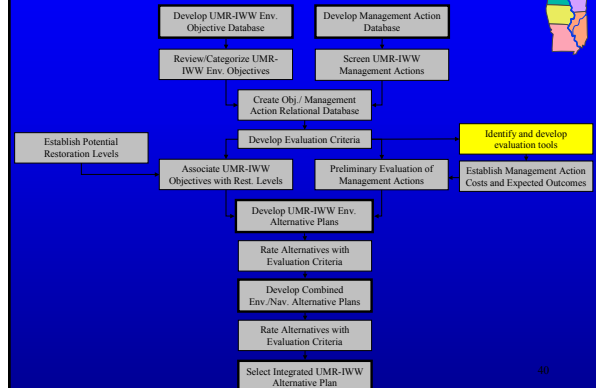 Develop UMR-IWW Env.
Objective Database
Develop Management Action
Database
Review/Categorize UMR-
IWW Env. Objectives
Screen UMR-IWW
Management Actions
Create Obj./ Management
Action Relational Database
Develop Evaluation Criteria
Identify and develop
evaluation tools
Establish Potential
Restoration Levels
Associate UMR-IWW
Objectives with Rest. Levels
Preliminary Evaluation of
Management Actions
Establish Management Action
Costs and Expected Outcomes
Develop UMR-IWW Env.
Alternative Plans
Rate Alternatives with
Evaluation Criteria
Develop Combined
Env./Nav. Alternative Plans
Rate Alternatives with
Evaluation Criteria
Select Integrated UMR-IWW
Alternative Plan